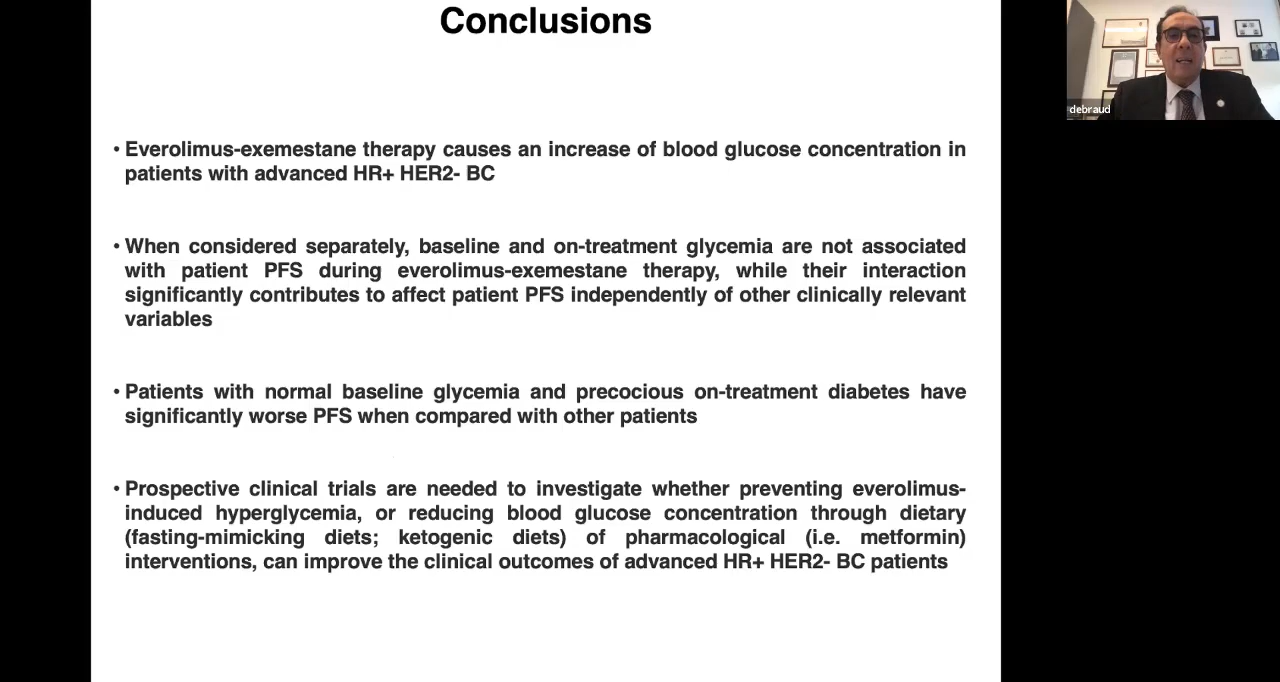 Conclusions
• Everolimus-exemestane therapy causes an increase of blood glucose concentration in
patients with advanced HR+ HER2- BC
• When considered separately, baseline and on-treatment glycemia are not associated
with patient PFS during everolimus-exemestane therapy, while their interaction
significantly contributes to affect patient PFS independently of other clinically relevant
variables
• Patients with normal baseline glycemia and precocious on-treatment diabetes have
significantly worse PFS when compared with other patients
• Prospective clinical trials are needed to investigate whether preventing everolimus-
induced hyperglycemia, or reducing blood glucose concentration through dietary
(fasting-mimicking diets; ketogenic diets) of pharmacological (i.e. metformin)
interventions, can improve the clinical outcomes of advanced HR+ HER2- BC patients
debraud